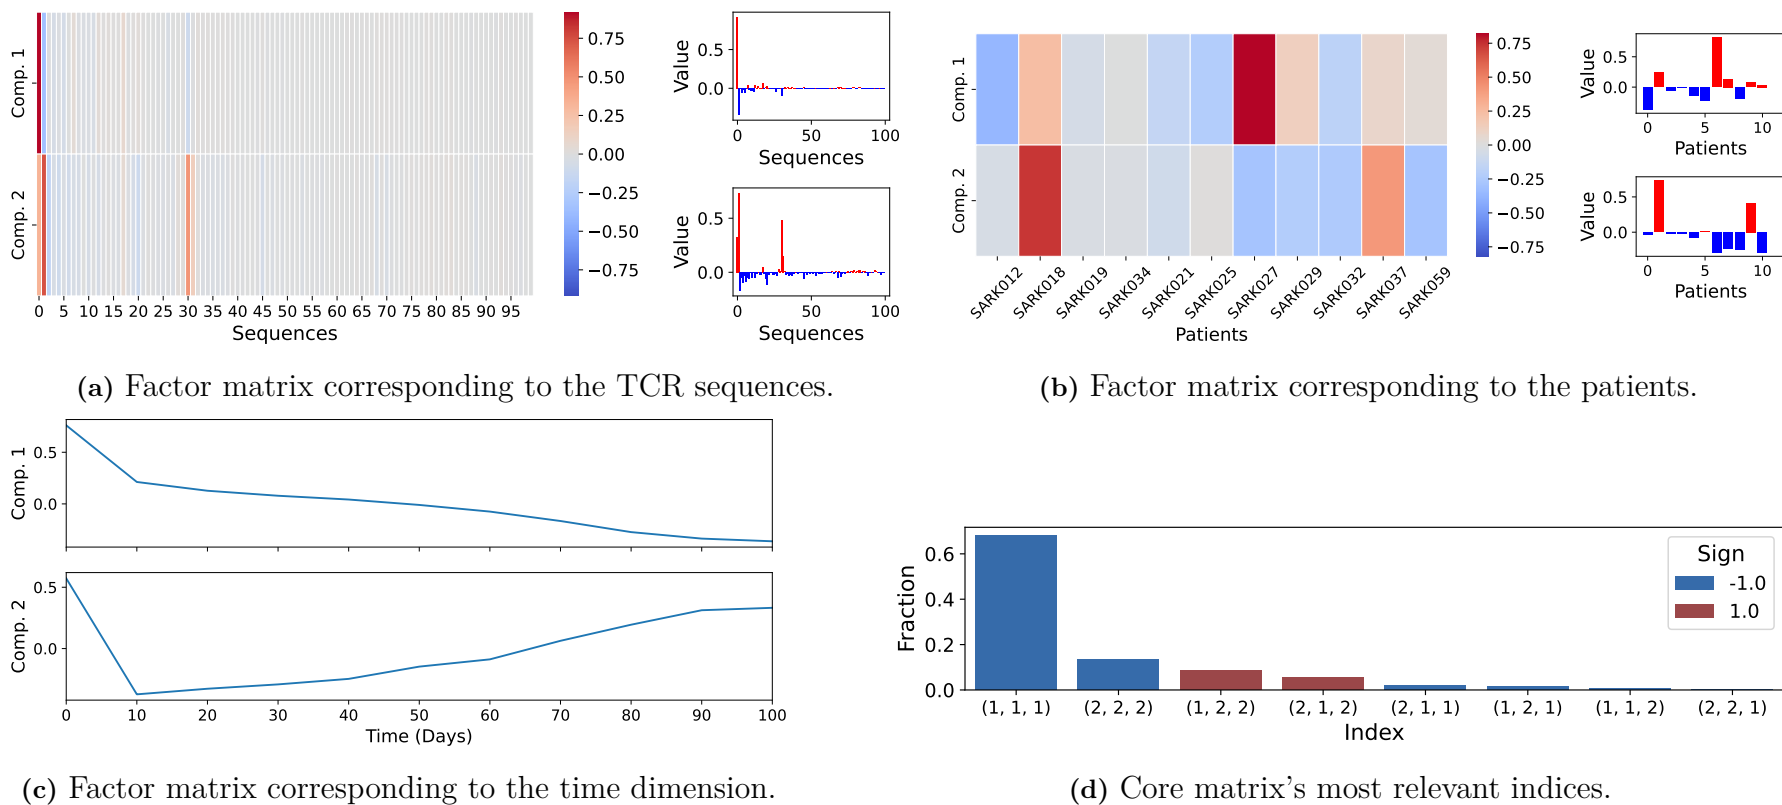 Comp. 1
Comp. 2
0 5 10 15 20 25 30 35 40 45 50 55 60 65 70 75 80 85 90 95
Sequences
0.75
0.50
0.25
0.00
−0.25
−0.50
−0.75
Value
0.5
0.0
0 50 100
Sequences
Value
0.5
0.0
0 50 100
Sequences
(a) Factor matrix corresponding to the TCR sequences.
Comp. 1
Comp. 2
SARK012 SARK018 SARK019 SARK034 SARK021 SARK025 SARK027 SARK029 SARK032 SARK037 SARK059
Patients
0.75
0.50
0.25
0.00
−0.25
−0.50
−0.75
Value
0.5
0.0
0 5 10
Patients
Value
0.5
0.0
0 5 10
Patients
(b) Factor matrix corresponding to the patients.
Comp. 1
0.5
0.0
Comp. 2
0.5
0.0
0 10 20 30 40 50 60 70 80 90 100
Time (Days)
(c) Factor matrix corresponding to the time dimension.
Fraction
0.6
0.4
0.2
0.0
Sign
-1.0
1.0
(1, 1, 1) (2, 2, 2) (1, 2, 2) (2, 1, 2) (2, 1, 1) (1, 2, 1) (1, 1, 2) (2, 2, 1)
Index
(d) Core matrix's most relevant indices.